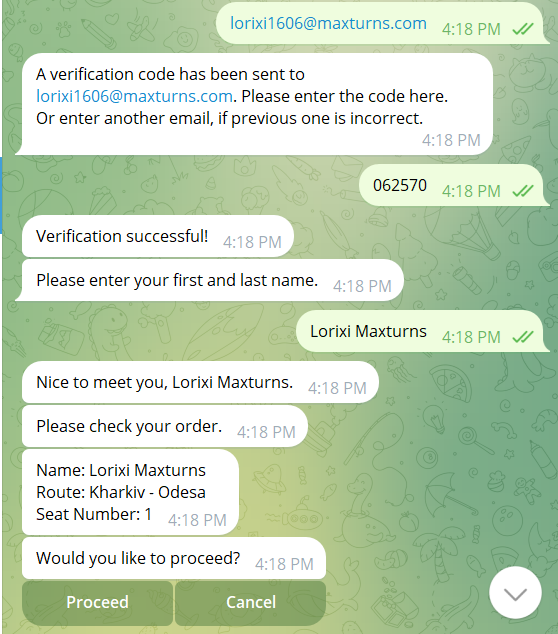 lorixi1606@maxturns.com 4:18 PM
A verification code has been sent to
lorixi1606@maxturns.com. Please enter the code here.
Or enter another email, if previous one is incorrect.
4:18 PM
062570 4:18 PM
Verification successful! 4:18 PM
Please enter your first and last name. 4:18 PM
Lorixi Maxturns 4:18 PM
Nice to meet you, Lorixi Maxturns. 4:18 PM
Please check your order. 4:18 PM
Name: Lorixi Maxturns
Route: Kharkiv - Odesa
Seat Number: 1 4:18 PM
Would you like to proceed? 4:18 PM
Proceed Cancel